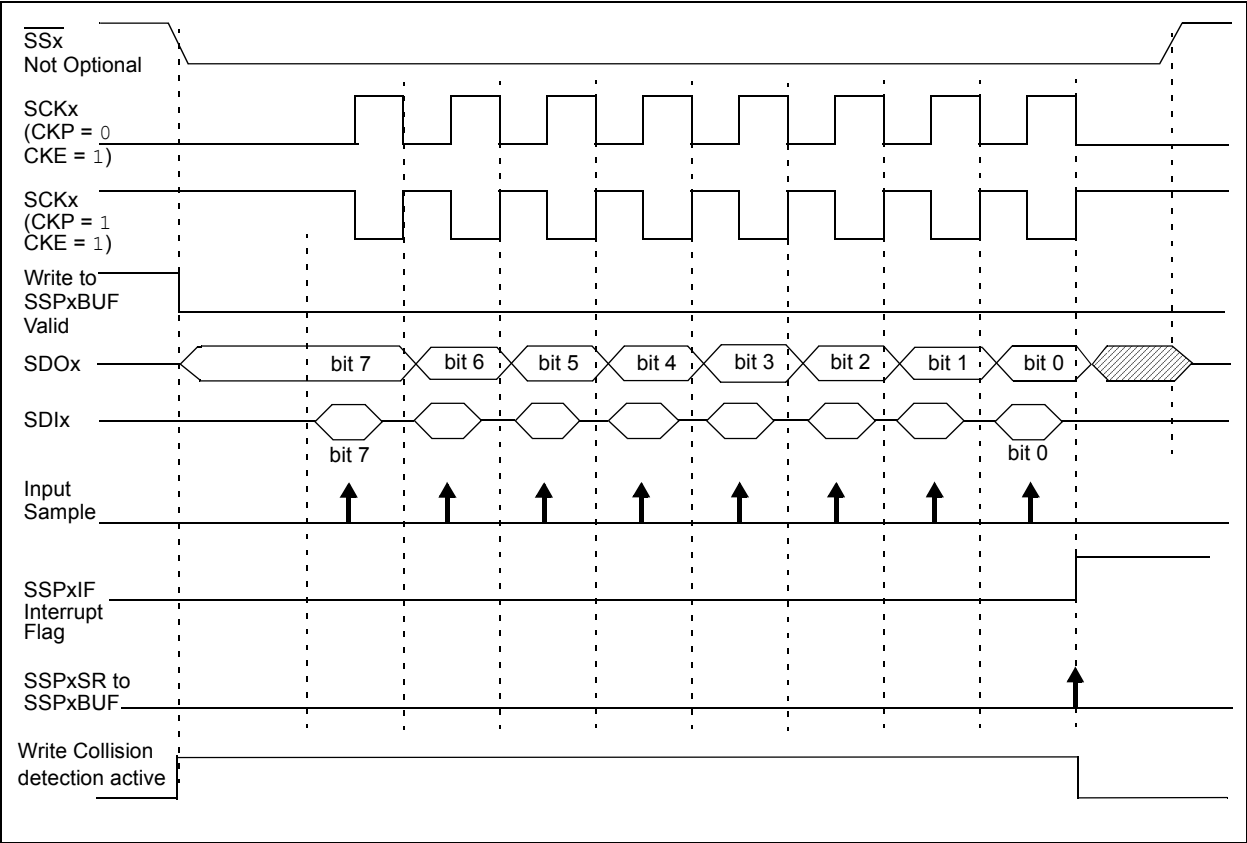 SSx
Not Optional
SCKx
(CKP = 0
CKE = 1)
SCKx
(CKP = 1
CKE = 1)
Write to
SSPxBUF
Valid
SDOx
bit 7
bit 6
bit 5
bit 4
bit 3
bit 2
bit 1
bit 0
SDIx
bit 7
bit 0
Input
Sample
SSPxIF
Interrupt
Flag
SSPxSR to
SSPxBUF
Write Collision
detection active